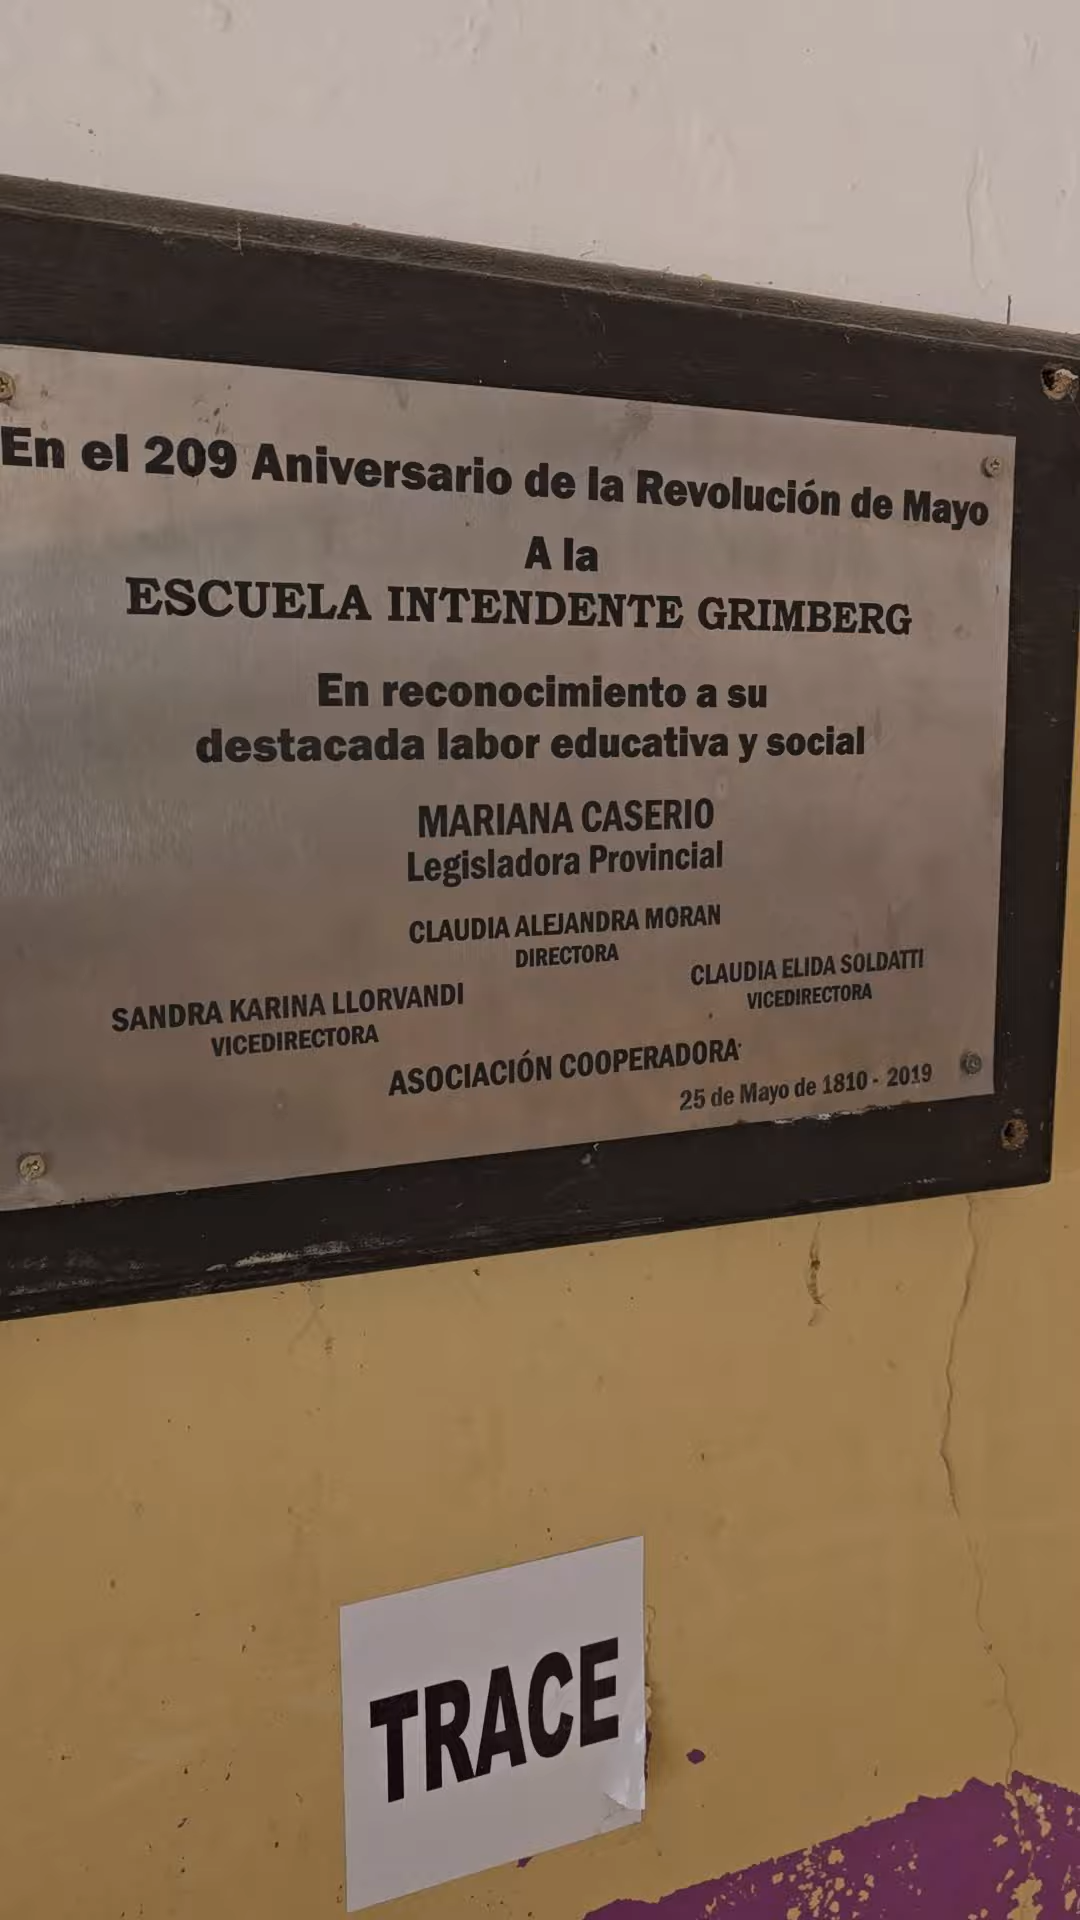 En el 209 Aniversario de la Revolución de Mayo
A la
ESCUELA INTENDENTE GRIMBERG
En reconocimiento a su
destacada labor educativa y social
MARIANA CASERIO
Legisladora Provincial
CLAUDIA ALEJANDRA MORAN
DIRECTORA
SANDRA KARINA LLORVANDI
VICEDIRECTORA
CLAUDIA ELIDA SOLDATTI
VICEDIRECTORA
ASOCIACIÓN COOPERADORA
25 de Mayo de 1810 - 2019
TRACE